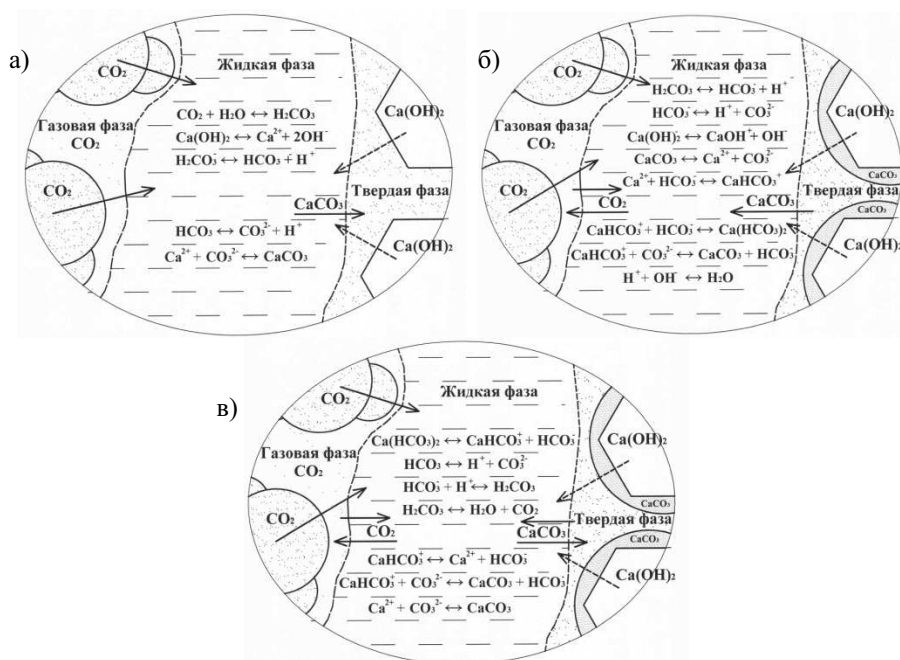 а)
CO₂
Жидкая фаза
CO₂ + H₂O ↔ H₂CO₃
Газовая фаза
CO₂
Ca(OH)₂ ↔ Ca²⁺ + 2OH⁻
H₂CO₃ ↔ HCO₃ + H⁺
Ca(OH)₂
CO₂
Твердая фаза
CaCO₃
HCO₃ ↔ CO₃²⁻ + H⁺
Ca²⁺ + CO₃²⁻ ↔ CaCO₃
Ca(OH)₂
б)
CO₂
Жидкая фаза
H₂CO₃ ↔ HCO₃⁻ + H⁺
HCO₃⁻ ↔ H⁺ + CO₃²⁻
Ca(OH)₂
Газовая фаза
CO₂
Ca(OH)₂ ↔ CaOH⁺ + OH⁻
CaCO₃ ↔ Ca²⁺ + CO₃²⁻
CaCO₃
Ca²⁺ + HCO₃⁻ ↔ CaHCO₃⁺
Твердая фаза
CO₂
CO₂
CaCO₃
CaCO₃
CaHCO₃⁺ + HCO₃⁻ ↔ Ca(HCO₃)₂
CaHCO₃⁺ + CO₃²⁻ ↔ CaCO₃ + HCO₃⁻
Ca(OH)₂
H⁺ + OH⁻ ↔ H₂O
в)
CO₂
Жидкая фаза
Ca(HCO₃)₂ ↔ CaHCO₃⁺ + HCO₃⁻
Ca(OH)₂
Газовая фаза
CO₂
HCO₃ ↔ H⁺ + CO₃²⁻
HCO₃⁻ + H⁺ ↔ H₂CO₃
CaCO₃
H₂CO₃ ↔ H₂O + CO₂
Твердая фаза
CO₂
CO₂
CaCO₃
CaCO₃
CaHCO₃⁺ ↔ Ca²⁺ + HCO₃⁻
CaHCO₃⁺ + CO₃²⁻ ↔ CaCO₃ + HCO₃⁻
Ca(OH)₂
Ca²⁺ + CO₃²⁻ ↔ CaCO₃